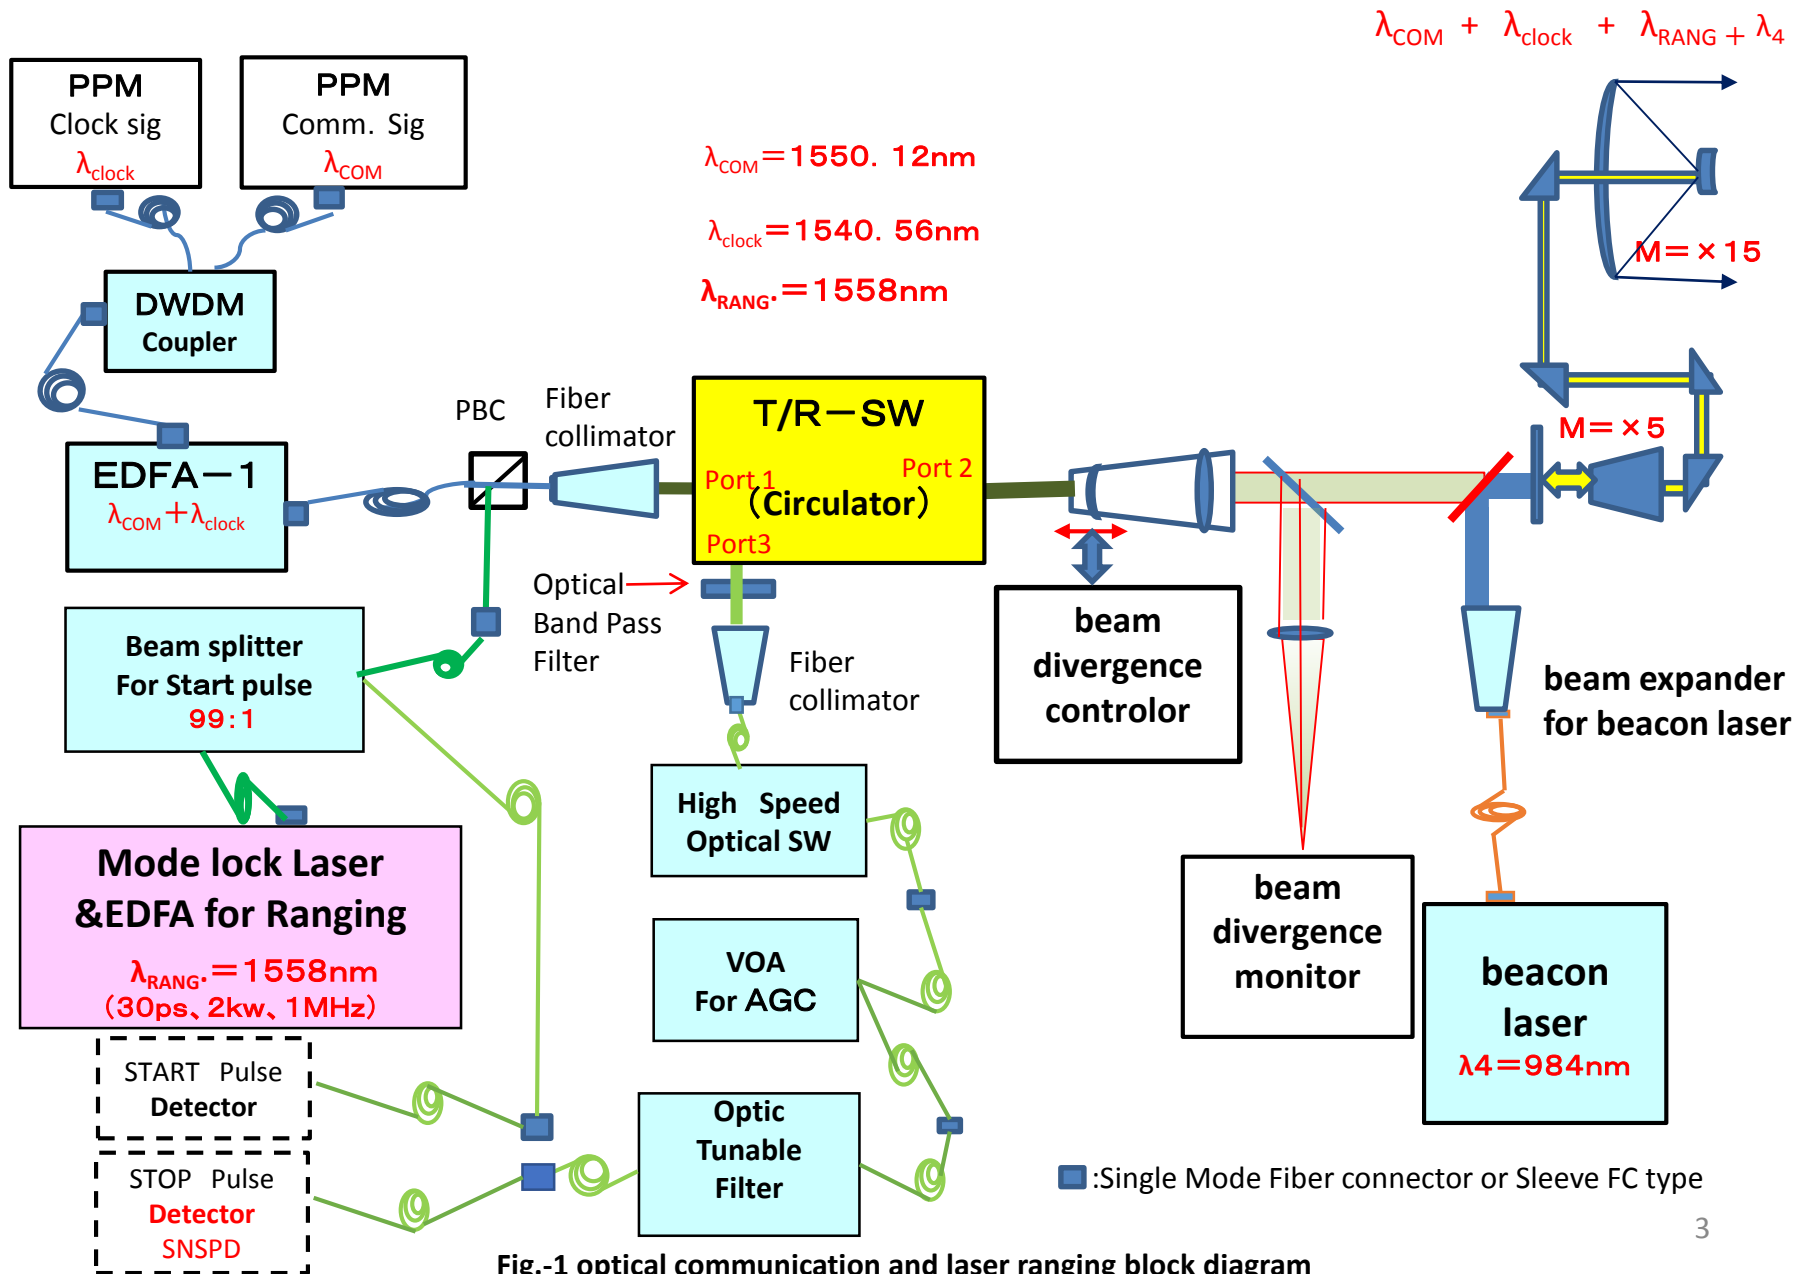 λCOM + λclock + λRANG + λ4
PPM
Clock sig
λclock
PPM
Comm. Sig
λCOM
λCOM＝1550. 12nm
λclock＝1540. 56nm
λRANG.＝1558nm
M＝×15
DWDM
Coupler
PBC
Fiber
collimator
T/R－SW
Port 1
Port 2
（Circulator）
Port3
M＝×5
EDFA－1
λCOM＋λclock
Optical
Band Pass
Filter
Fiber
collimator
beam
divergence
controlor
beam expander
for beacon laser
Beam splitter
For Start pulse
99:1
High Speed
Optical SW
Mode lock Laser
&EDFA for Ranging
λRANG.＝1558nm
(30ps、2kw、1MHz)
VOA
For AGC
beam
divergence
monitor
beacon
laser
λ4＝984nm
START Pulse
Detector
Optic
Tunable
Filter
STOP Pulse
Detector
SNSPD
:Single Mode Fiber connector or Sleeve FC type
3
Fig.-1 optical communication and laser ranging block diagram